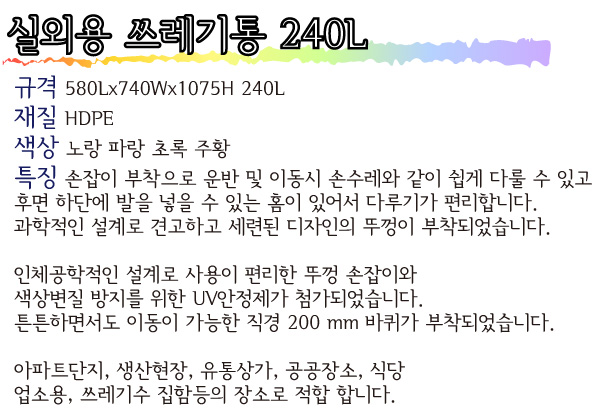 실외용 쓰레기통 240L
규격 580Lx740Wx1075H 240L
재질 HDPE
색상 노랑 파랑 초록 주황
특징 손잡이 부착으로 운반 및 이동시 손수레와 같이 쉽게 다룰 수 있고
후면 하단에 발을 넣을 수 있는 홈이 있어서 다루기가 편리합니다.
과학적인 설계로 견고하고 세련된 디자인의 뚜껑이 부착되었습니다.
인체공학적인 설계로 사용이 편리한 뚜껑 손잡이와
색상변질 방지를 위한 UV안정제가 첨가되었습니다.
튼튼하면서도 이동이 가능한 직경 200 mm 바퀴가 부착되었습니다.
아파트단지, 생산현장, 유통상가, 공공장소, 식당
업소용, 쓰레기수 집함등의 장소로 적합 합니다.